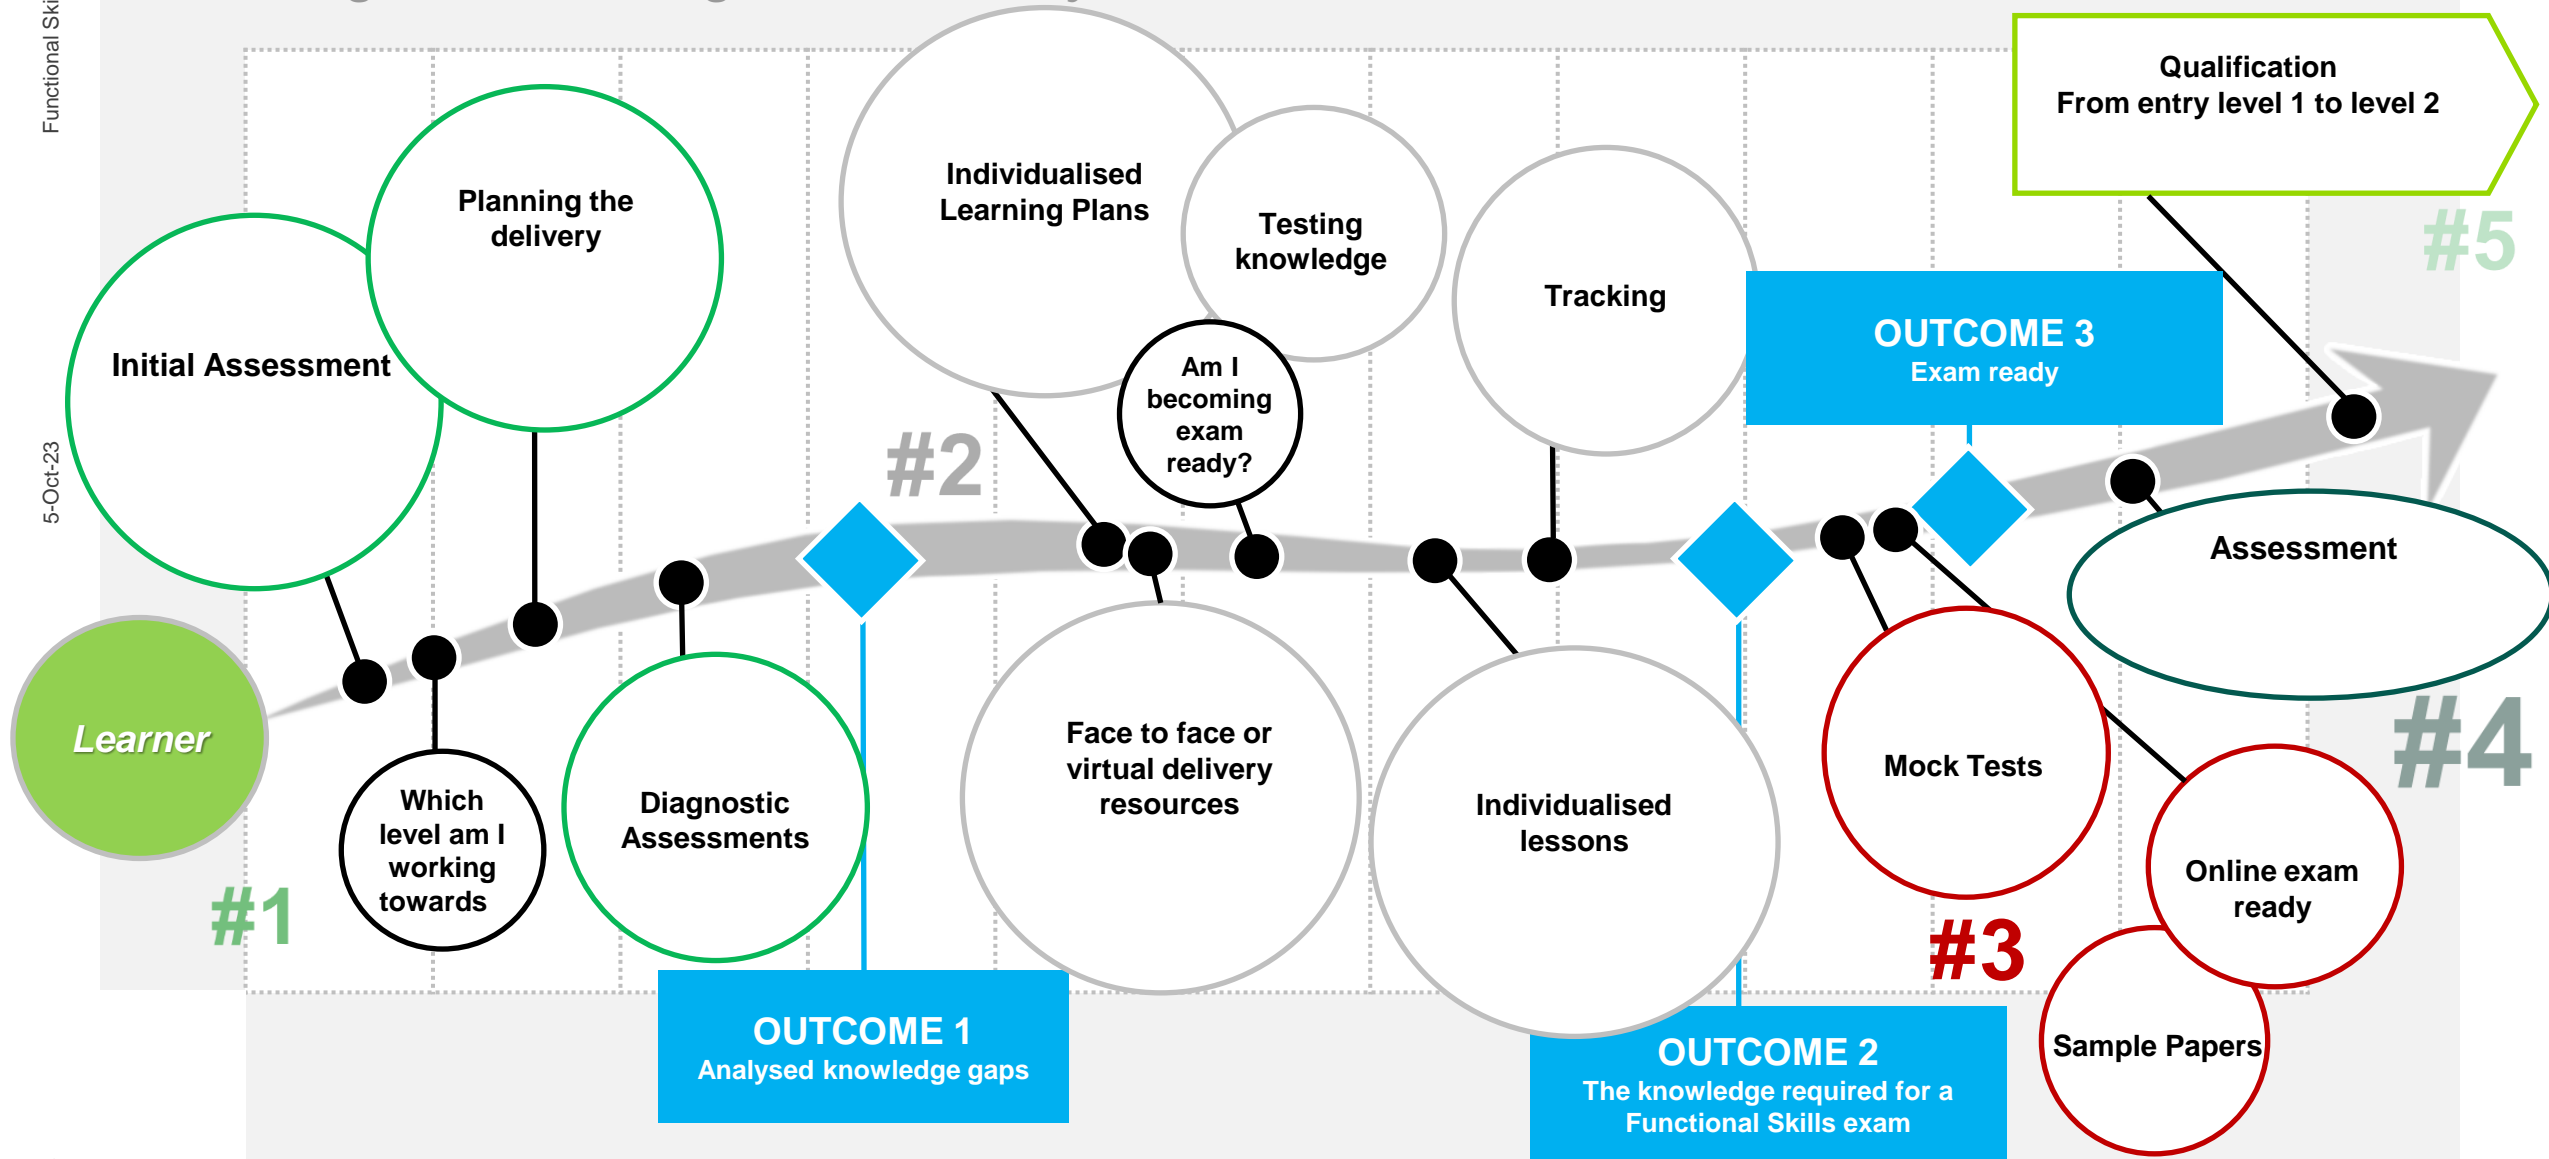 Functional Ski
5-Oct-23
Qualification
From entry level 1 to level 2
#5
Planning the
delivery
Individualised
Learning Plans
Testing
knowledge
Tracking
Initial Assessment
OUTCOME 3
Exam ready
Am I
becoming
exam
ready?
#2
Assessment
Learner
#1
Which
level am I
working
towards
Diagnostic
Assessments
Face to face or
virtual delivery
resources
Individualised
lessons
Mock Tests
#4
Online exam
ready
#3
Sample Papers
OUTCOME 1
Analysed knowledge gaps
OUTCOME 2
The knowledge required for a
Functional Skills exam